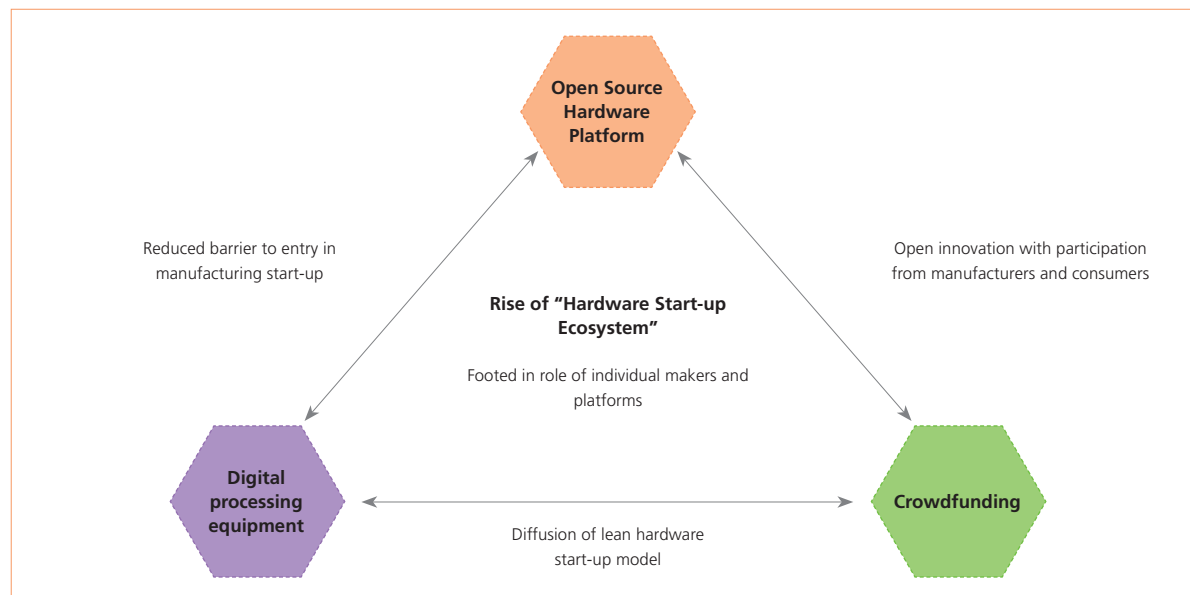 Open Source
Hardware
Platform
Reduced barrier to entry in
manufacturing start-up
Open innovation with participation
from manufacturers and consumers
Rise of “Hardware Start-up
Ecosystem”
Footed in role of individual makers and
platforms
Digital
processing
equipment
Crowdfunding
Diffusion of lean hardware
start-up model